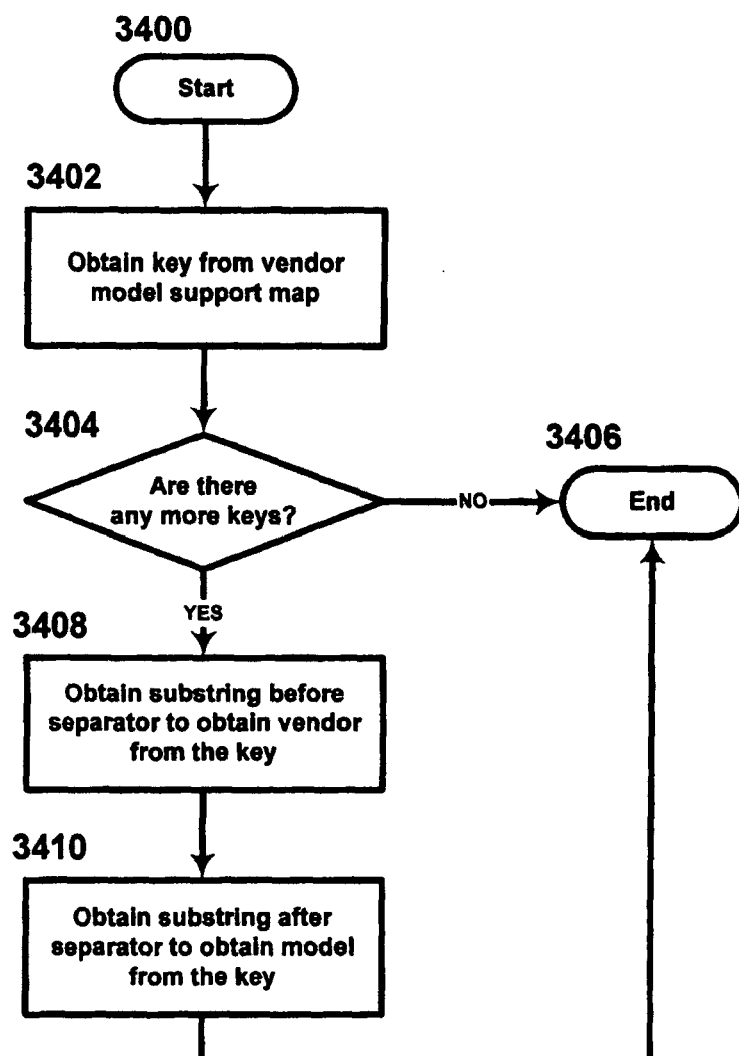 3400
Start
3402
Obtain key from vendor
model support map
3404
Are there
any more keys?
NO
3406
End
YES
3408
Obtain substring before
separator to obtain vendor
from the key
3410
Obtain substring after
separator to obtain model
from the key